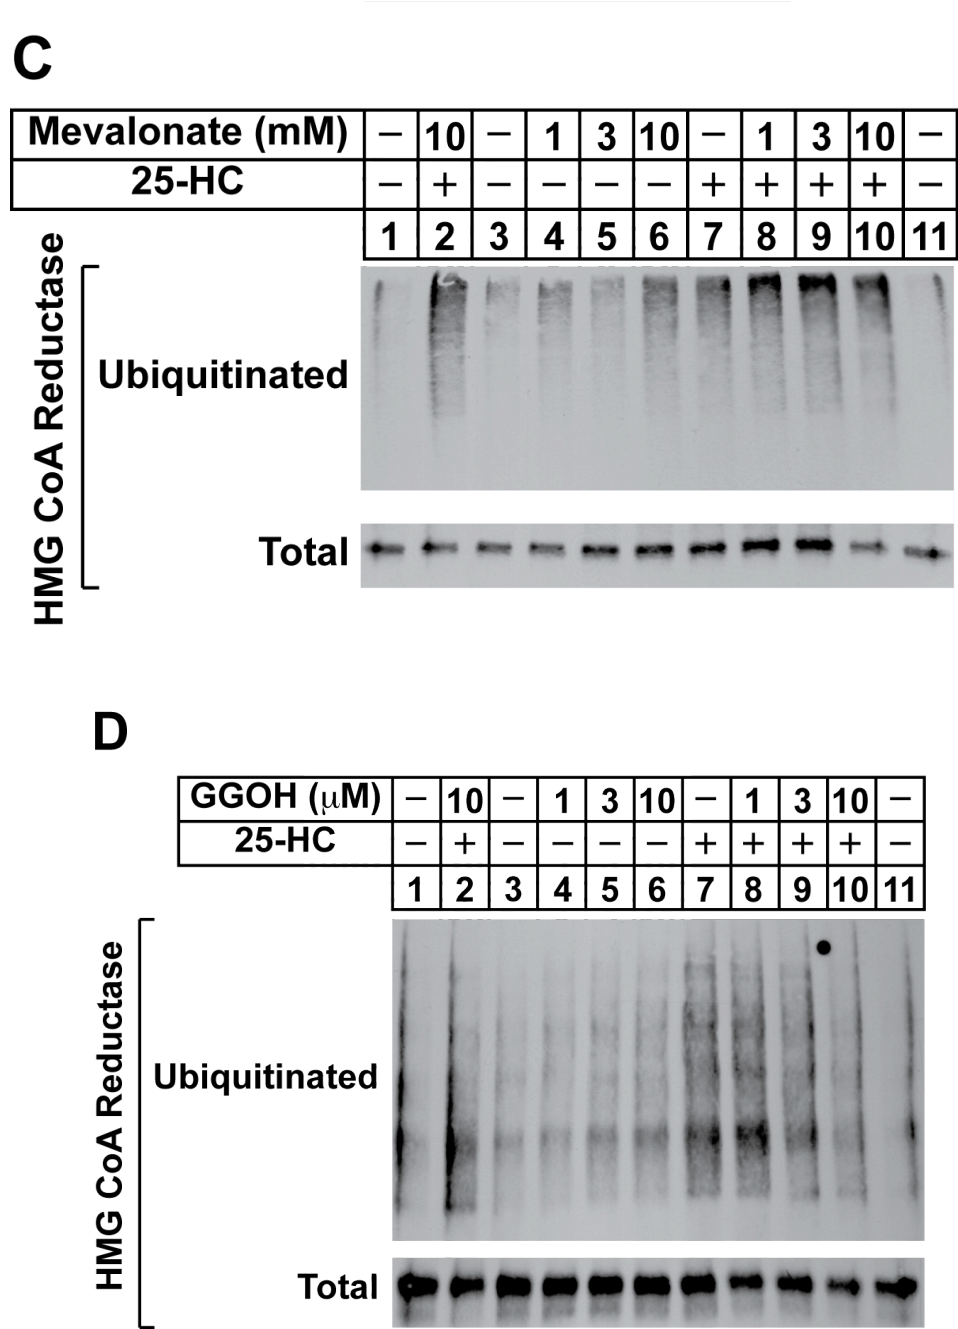 C
Mevalonate (mM) – 10 – 1 3 10 – 1 3 10 –
25-HC – + – – – – + + + + –
1 2 3 4 5 6 7 8 9 10 11
HMG CoA Reductase
Ubiquitinated
Total
D
GGOH (μM) – 10 – 1 3 10 – 1 3 10 –
25-HC – + – – – – + + + + –
1 2 3 4 5 6 7 8 9 10 11
HMG CoA Reductase
Ubiquitinated
Total